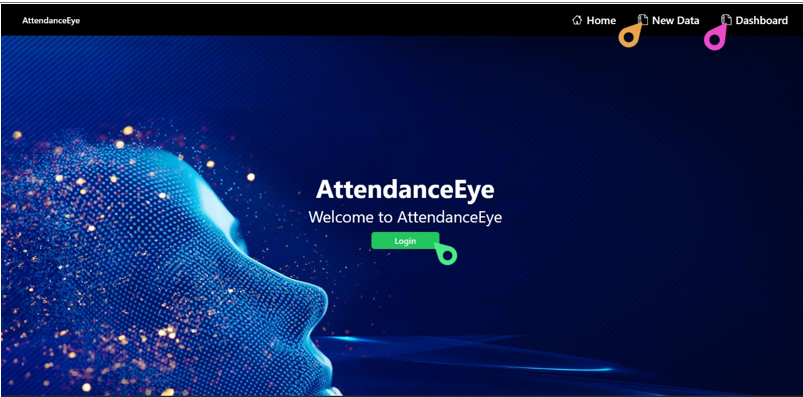 AttendanceEye
Home New Data Dashboard
AttendanceEye
Welcome to AttendanceEye
Login